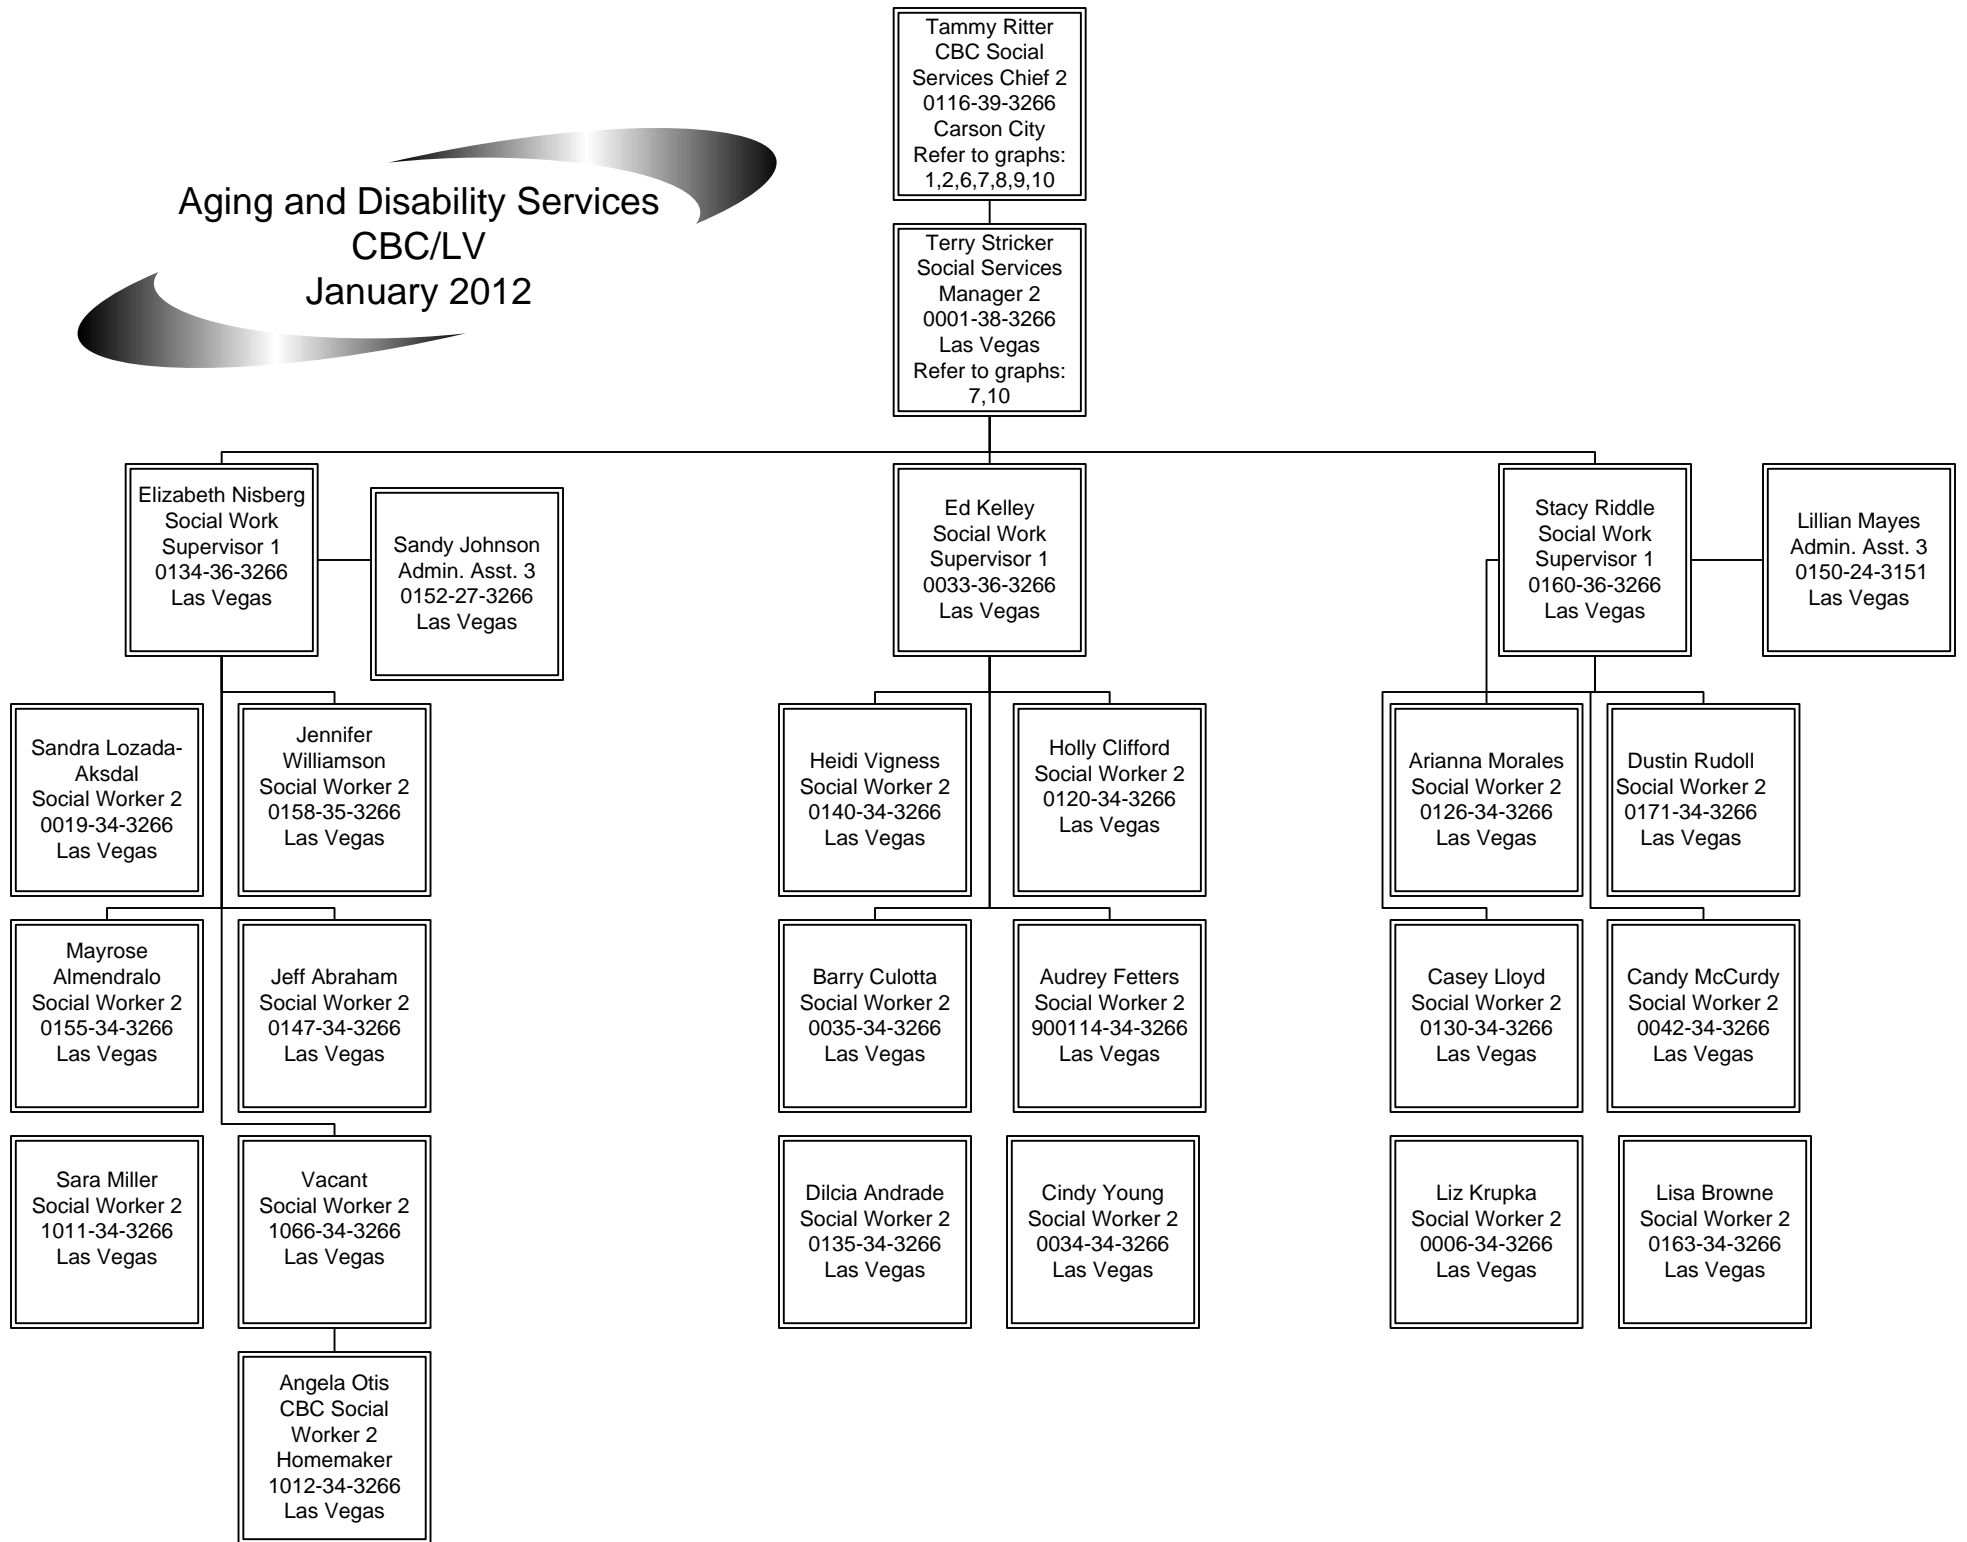 Tammy Ritter
CBC Social
Services Chief 2
0116-39-3266
Carson City
Refer to graphs:
1,2,6,7,8,9,10
Aging and Disability Services
CBC/LV
January 2012
Terry Stricker
Social Services
Manager 2
0001-38-3266
Las Vegas
Refer to graphs:
7,10
Elizabeth Nisberg
Social Work
Supervisor 1
0134-36-3266
Las Vegas
Sandy Johnson
Admin. Asst. 3
0152-27-3266
Las Vegas
Ed Kelley
Social Work
Supervisor 1
0033-36-3266
Las Vegas
Stacy Riddle
Social Work
Supervisor 1
0160-36-3266
Las Vegas
Lillian Mayes
Admin. Asst. 3
0150-24-3151
Las Vegas
Sandra Lozada-
Aksdal
Social Worker 2
0019-34-3266
Las Vegas
Jennifer
Williamson
Social Worker 2
0158-35-3266
Las Vegas
Heidi Vigness
Social Worker 2
0140-34-3266
Las Vegas
Holly Clifford
Social Worker 2
0120-34-3266
Las Vegas
Arianna Morales
Social Worker 2
0126-34-3266
Las Vegas
Dustin Rudoll
Social Worker 2
0171-34-3266
Las Vegas
Mayrose
Almendralo
Social Worker 2
0155-34-3266
Las Vegas
Jeff Abraham
Social Worker 2
0147-34-3266
Las Vegas
Barry Culotta
Social Worker 2
0035-34-3266
Las Vegas
Audrey Fetters
Social Worker 2
900114-34-3266
Las Vegas
Casey Lloyd
Social Worker 2
0130-34-3266
Las Vegas
Candy McCurdy
Social Worker 2
0042-34-3266
Las Vegas
Sara Miller
Social Worker 2
1011-34-3266
Las Vegas
Vacant
Social Worker 2
1066-34-3266
Las Vegas
Dilcia Andrade
Social Worker 2
0135-34-3266
Las Vegas
Cindy Young
Social Worker 2
0034-34-3266
Las Vegas
Liz Krupka
Social Worker 2
0006-34-3266
Las Vegas
Lisa Browne
Social Worker 2
0163-34-3266
Las Vegas
Angela Otis
CBC Social
Worker 2
Homemaker
1012-34-3266
Las Vegas